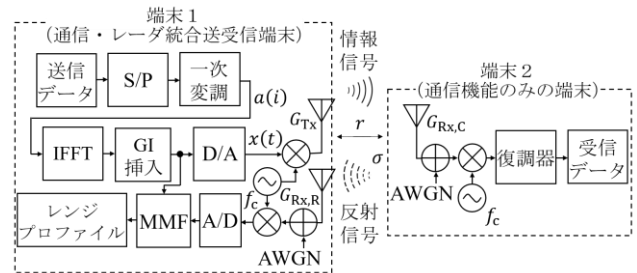 端末1
(通信・レーダ統合送受信端末)
送信
データ
S/P
一次
変調
a(i)
IFFT
GI
挿入
D/A
x(t)
G_Tx
f_c
G_Rx,R
レンジ
プロファイル
MMF
A/D
AWGN
情報
信号
r
σ
反射
信号
端末2
(通信機能のみの端末)
G_Rx,C
AWGN
f_c
復調器
受信
データ